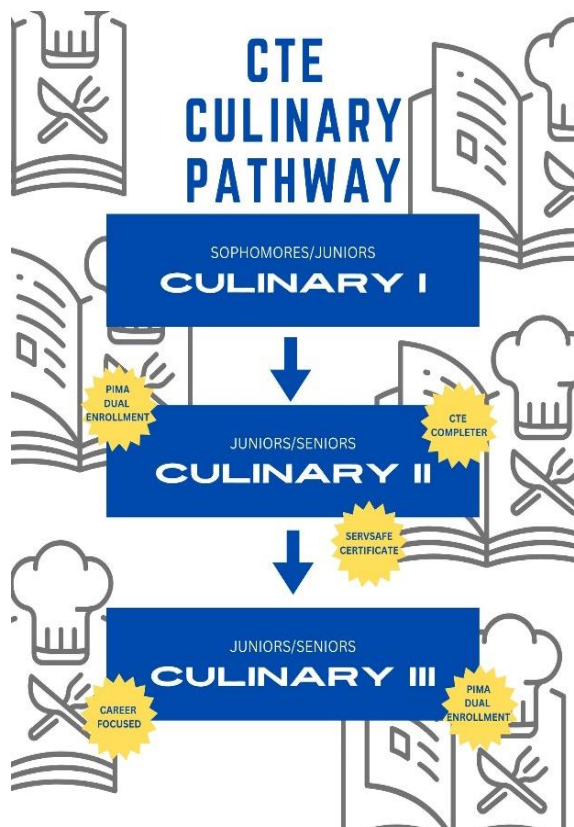 CTE
CULINARY
PATHWAY
SOPHOMORES/JUNIORS
CULINARY I
PIMA
DUAL
ENROLLMENT
CTE
COMPLETER
JUNIORS/SENIORS
CULINARY II
SERVSAFE
CERTIFICATE
JUNIORS/SENIORS
CULINARY III
CAREER
FOCUSED
PIMA
DUAL
ENROLLMENT